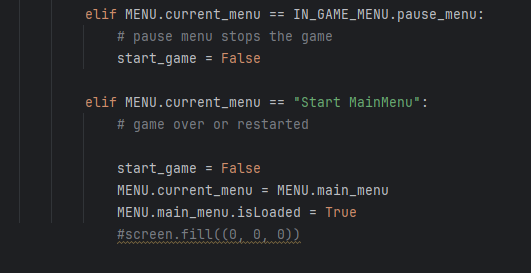 elif MENU.current_menu == IN_GAME_MENU.pause_menu:
# pause menu stops the game
start_game = False
elif MENU.current_menu == "Start MainMenu":
# game over or restarted
start_game = False
MENU.current_menu = MENU.main_menu
MENU.main_menu.isLoaded = True
#screen.fill((0, 0, 0))